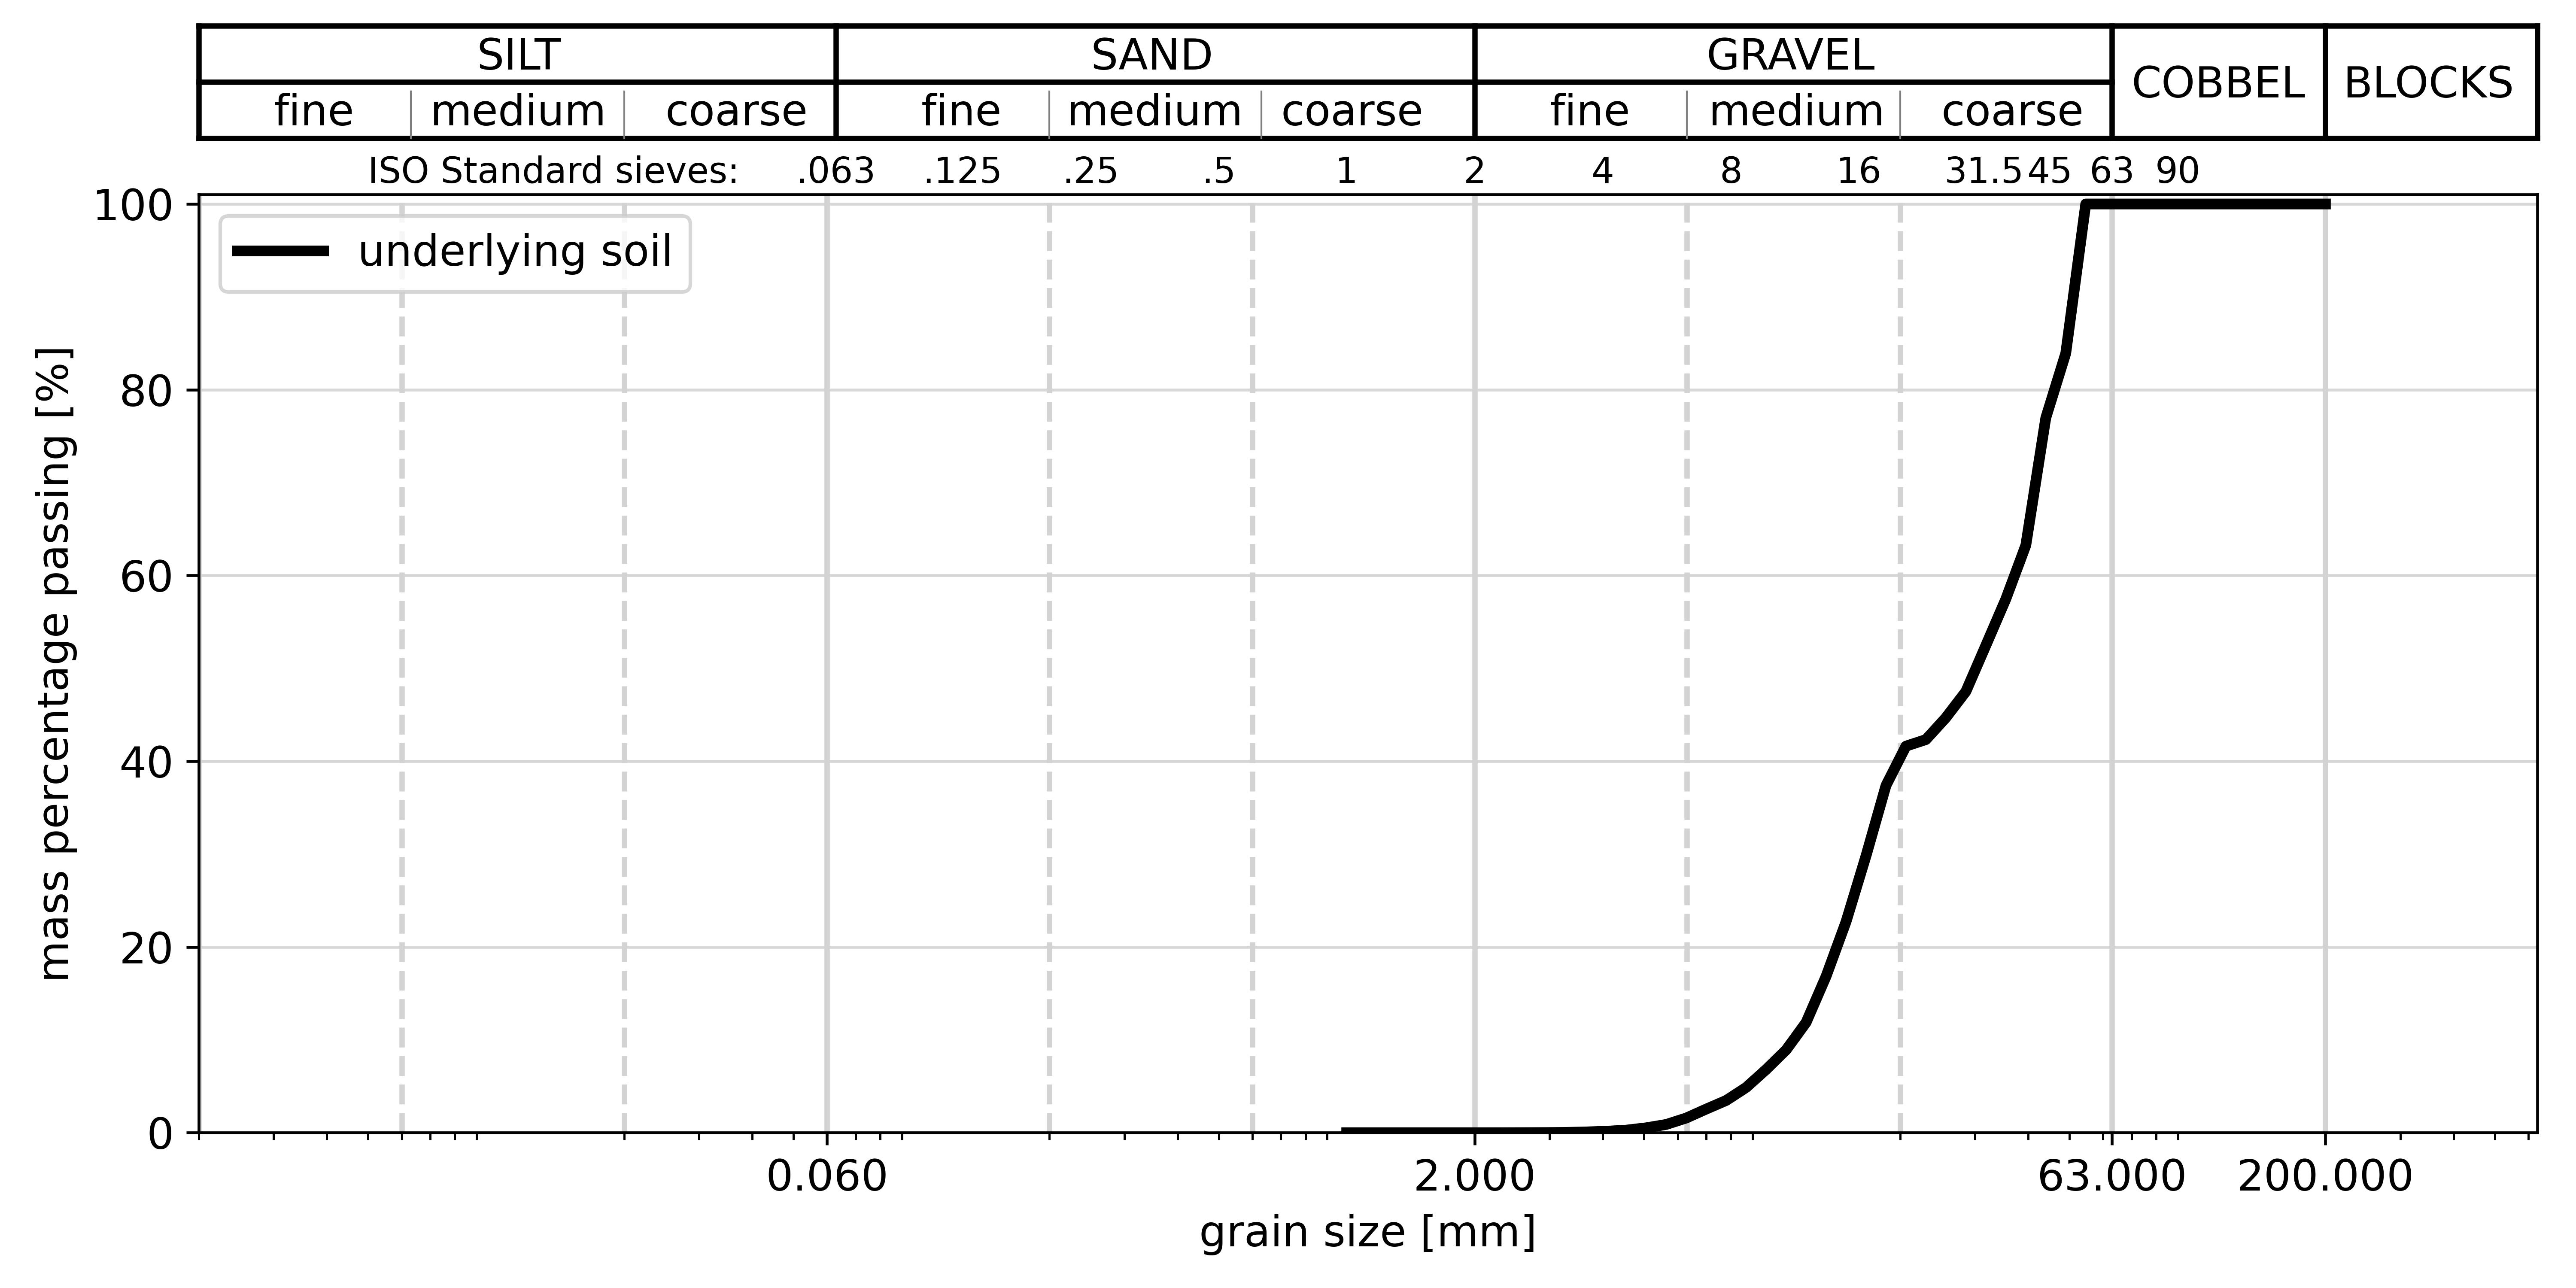 SILT SAND GRAVEL COBBEL BLOCKS
fine medium coarse fine medium coarse fine medium coarse
ISO Standard sieves: .063 .125 .25 .5 1 2 4 8 16 31.5 45 63 90
underlying soil
100
80
60
40
20
0
mass percentage passing [%]
0.060 2.000 63.000 200.000
grain size [mm]